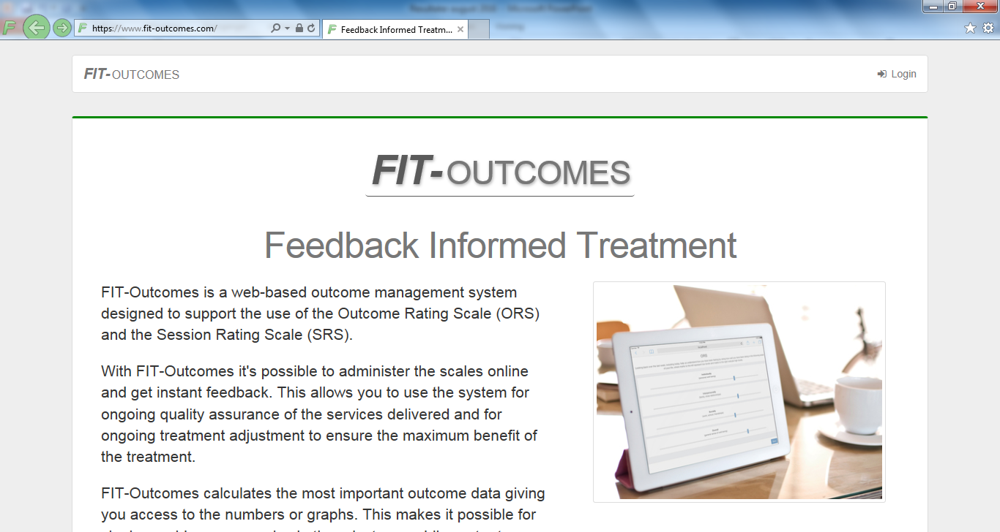 https://www.fit-outcomes.com/
Feedback Informed Treatm...
FIT-OUTCOMES
Login
FIT-OUTCOMES
Feedback Informed Treatment
FIT-Outcomes is a web-based outcome management system
designed to support the use of the Outcome Rating Scale (ORS)
and the Session Rating Scale (SRS).
With FIT-Outcomes it's possible to administer the scales online
and get instant feedback. This allows you to use the system for
ongoing quality assurance of the services delivered and for
ongoing treatment adjustment to ensure the maximum benefit of
the treatment.
FIT-Outcomes calculates the most important outcome data giving
you access to the numbers or graphs. This makes it possible for
ORS